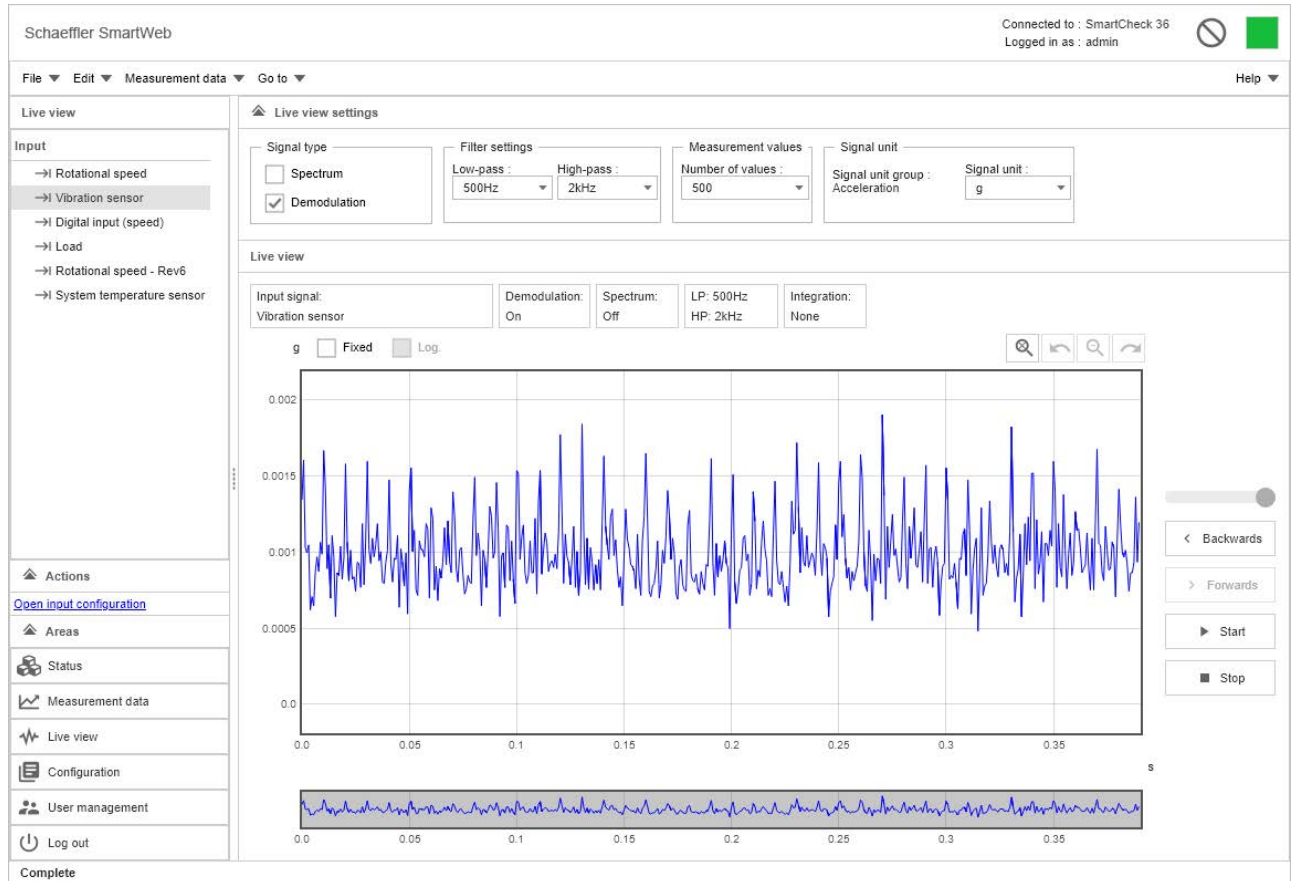 Schaeffler SmartWeb
Connected to : SmartCheck 36
Logged in as : admin
File Edit Measurement data Go to Help
Live view
Input
Rotational speed
Vibration sensor
Digital input (speed)
Load
Rotational speed - Rev6
System temperature sensor
Actions
Open input configuration
Areas
Status
Measurement data
Live view
Configuration
User management
Log out
Live view settings
Signal type
Spectrum
Demodulation
Filter settings
Low-pass : High-pass :
500Hz 2kHz
Measurement values
Number of values :
500
Signal unit
Signal unit group : Signal unit :
Acceleration g
Live view
Input signal: Demodulation: Spectrum: LP: 500Hz Integration:
Vibration sensor On Off HP: 2kHz None
g Fixed Log.
0.002
0.0015
0.001
0.0005
0.0
0.0 0.05 0.1 0.15 0.2 0.25 0.3 0.35
s
0.0 0.05 0.1 0.15 0.2 0.25 0.3 0.35
Backwards
Forwards
Start
Stop
Complete